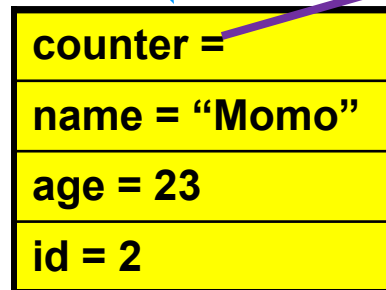 counter =
name = “Momo”
age = 23
id = 2